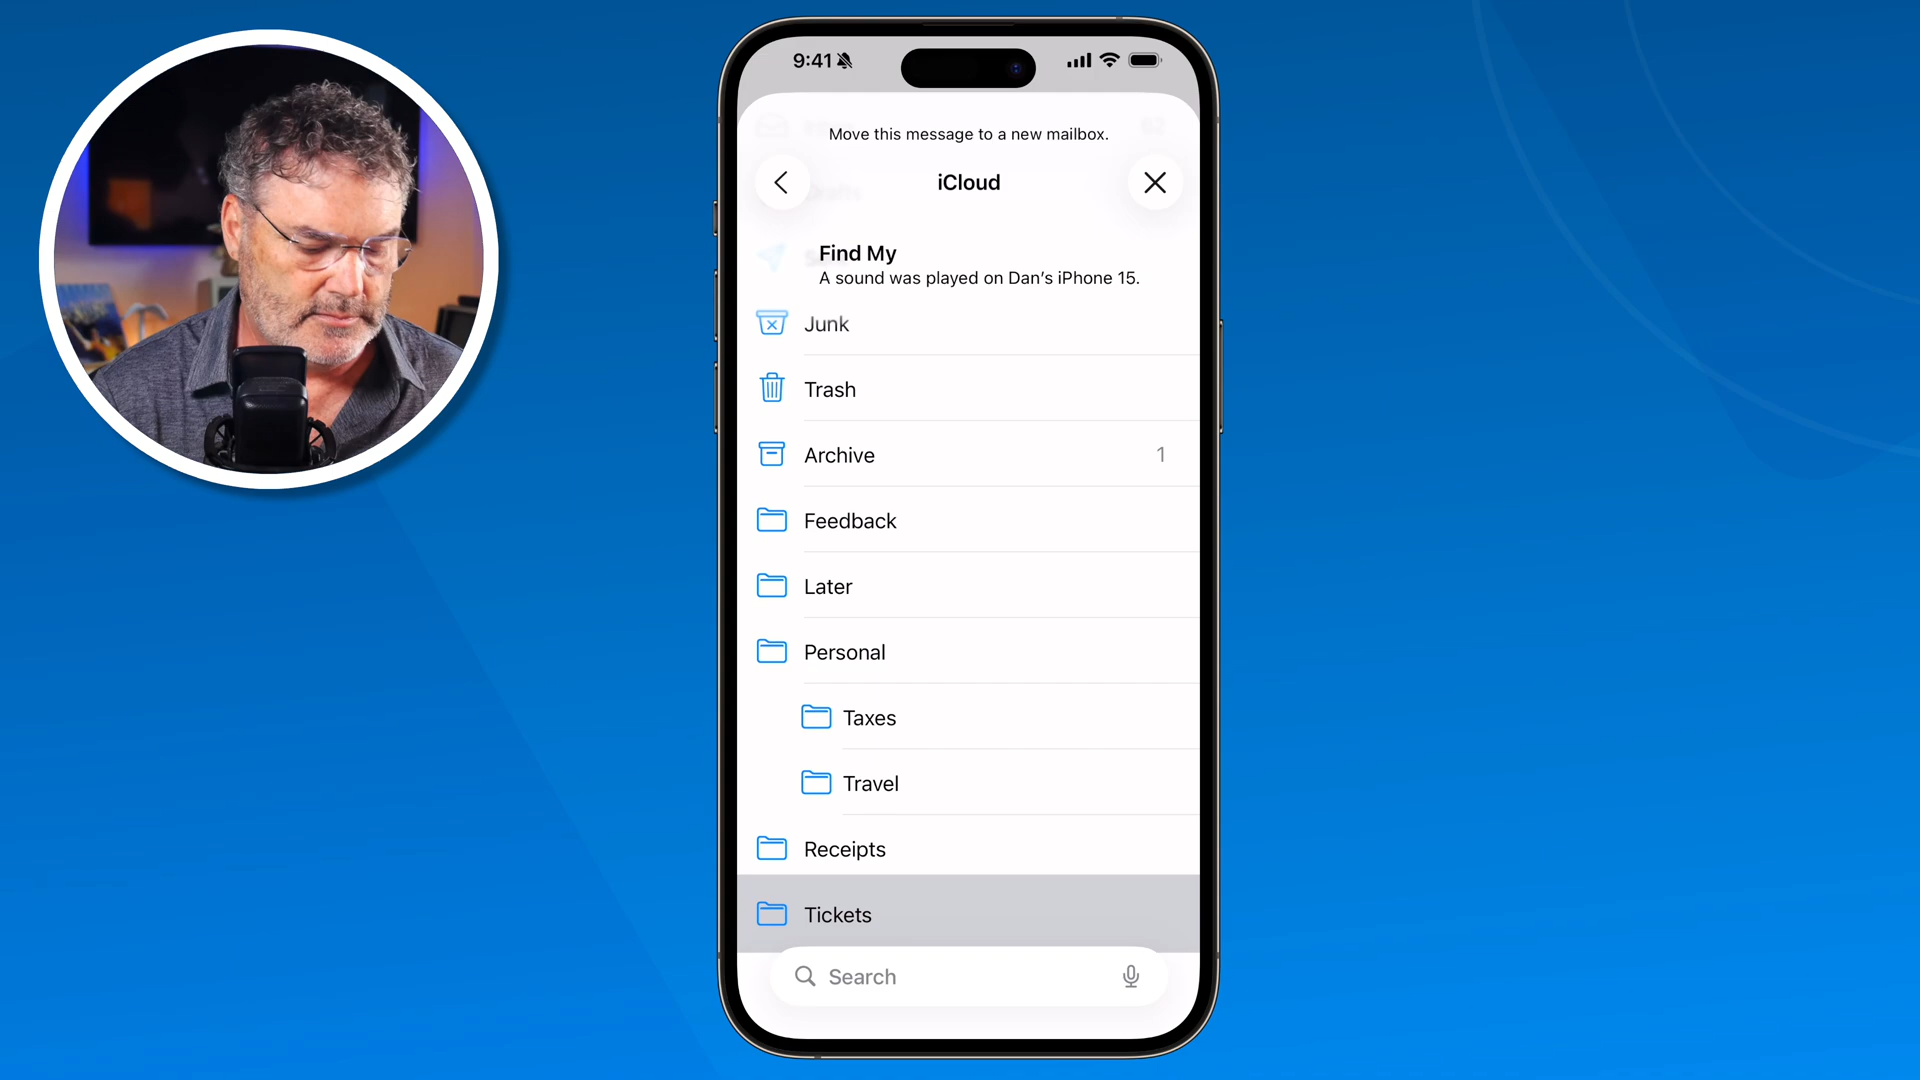 9:41
Move this message to a new mailbox.
iCloud
Drafts
Find My
A sound was played on Dan's iPhone 15.
Junk
Trash
Archive 1
Feedback
Later
Personal
Taxes
Travel
Receipts
Tickets
Search